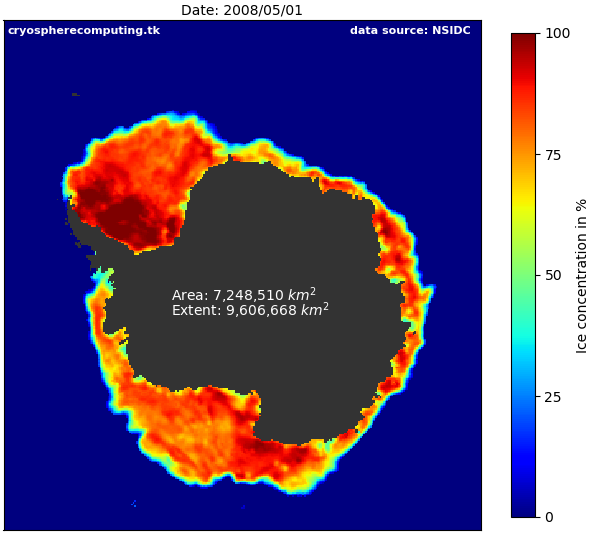 Date: 2008/05/01
cryospherecomputing.tk
data source: NSIDC
Area: 7,248,510 km²
Extent: 9,606,668 km²
100
75
50
25
0
Ice concentration in %